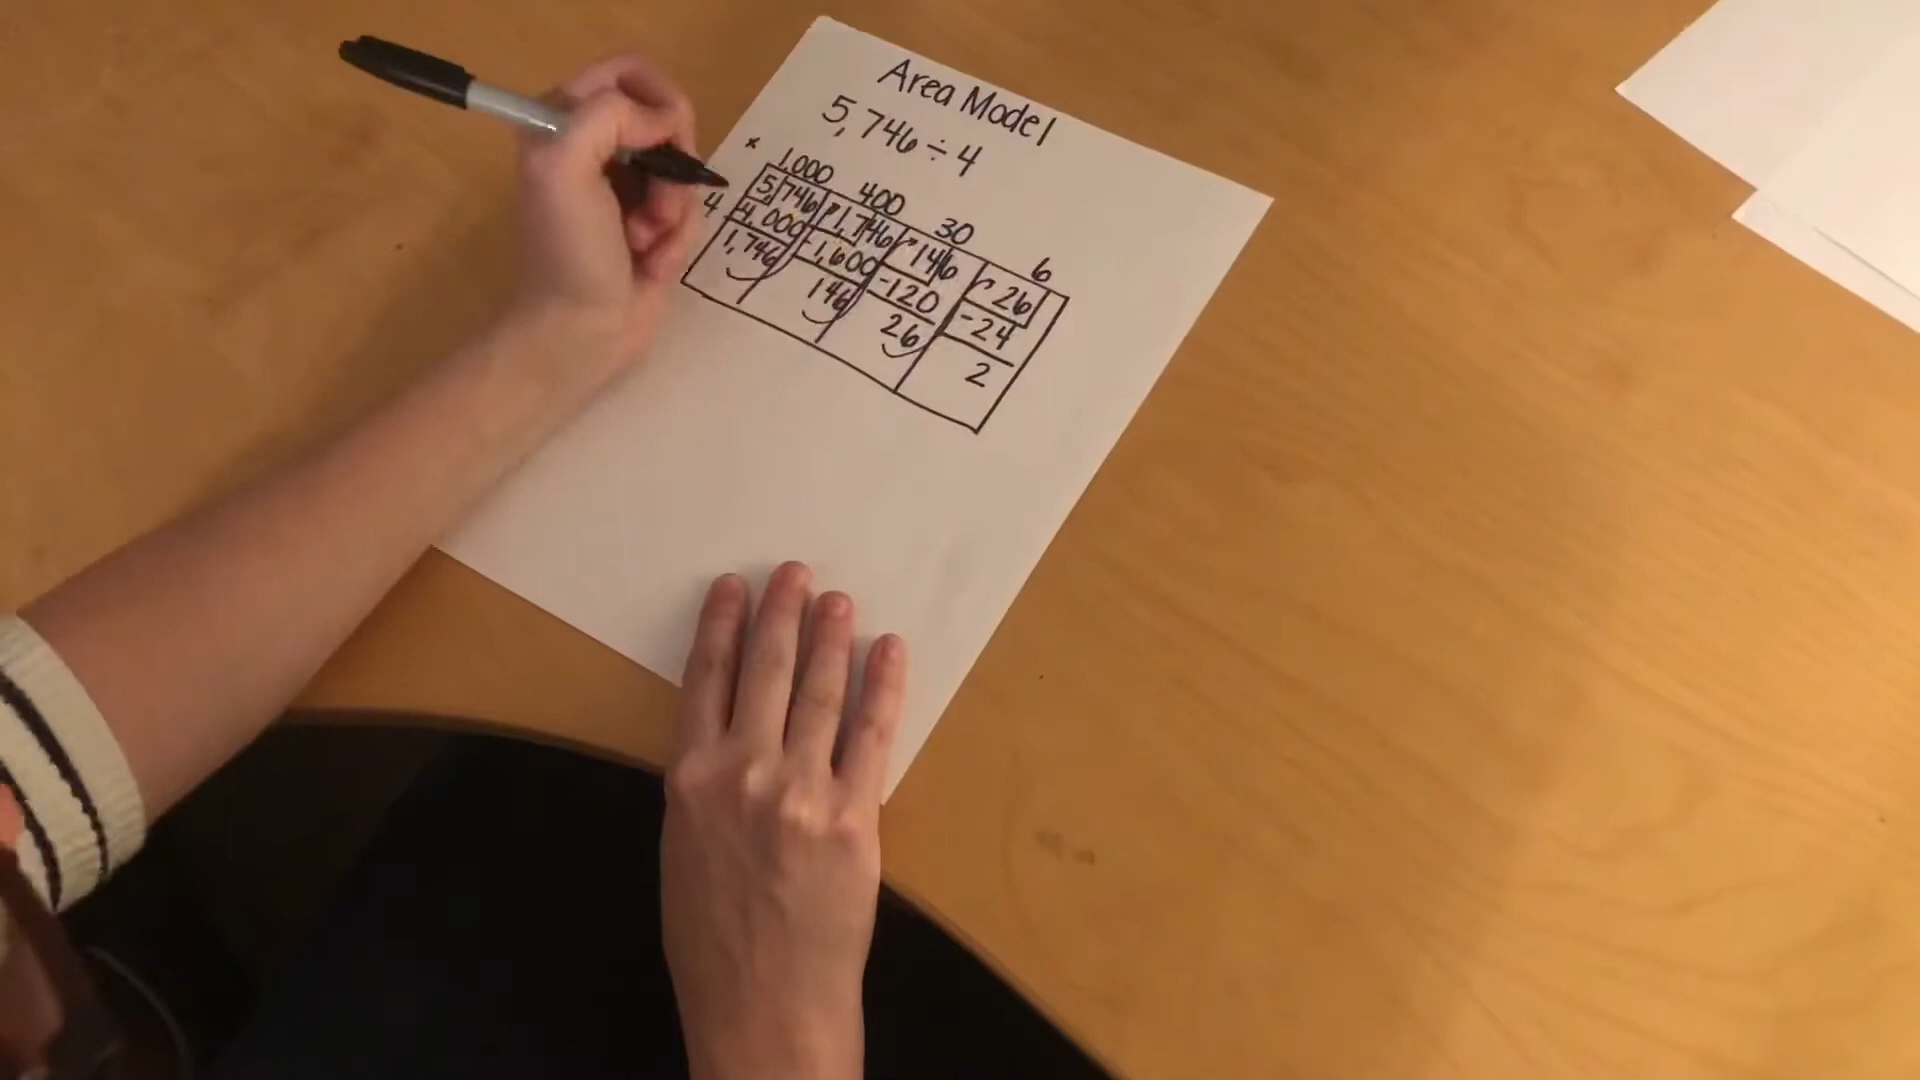 Area Model
5,746 ÷ 4
x 1,000 400 30 6
4 5,746 1,746 146 26
4,000 -1,600 -120 -24
1,746 146 26 2